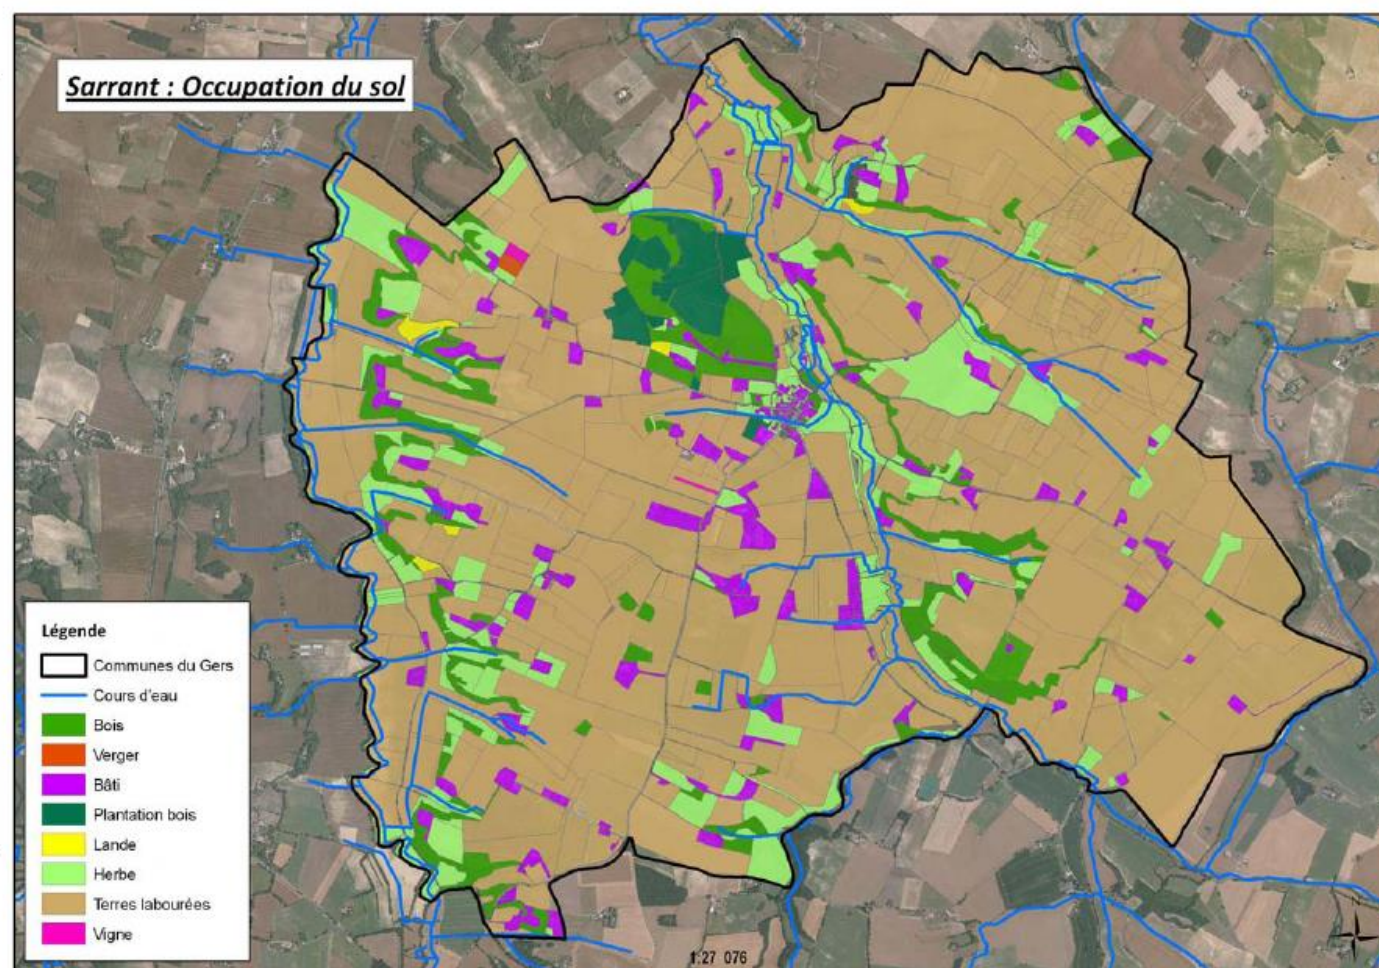 Sarrant : Occupation du sol
Légende
Communes du Gers
Cours d'eau
Bois
Verger
Bâti
Plantation bois
Lande
Herbe
Terres labourées
Vigne
1:27 076